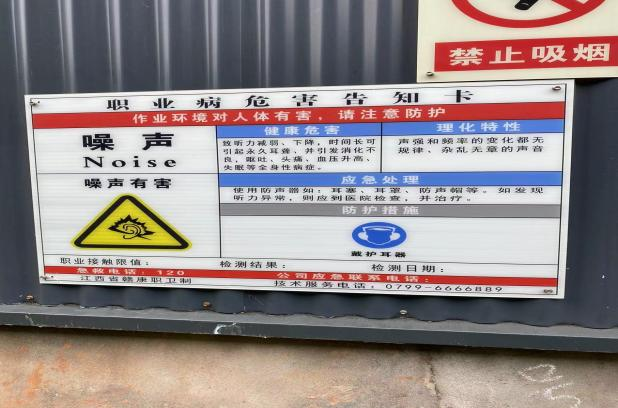 禁止吸烟
职业病危害告知卡
作业环境对人体有害，请注意防护
噪声
Noise
噪声有害
健康危害
致听力减弱、下降，时间长可
引起永久耳聋，并引发消化不
良，呕吐、头痛、血压升高、
失眠等全身性病症。
理化特性
声强和频率的变化都无
规律、杂乱无章的声音
应急处理
使用防声器如：耳塞、耳罩、防声帽等。如发现
听力异常，则应到医院检查，并治疗。
防护措施
戴护耳器
职业接触限值：
检测结果：
检测日期：
急救电话：120
公司应急联系电话：
江西省赣康职卫制
技术服务电话：0799-6666889